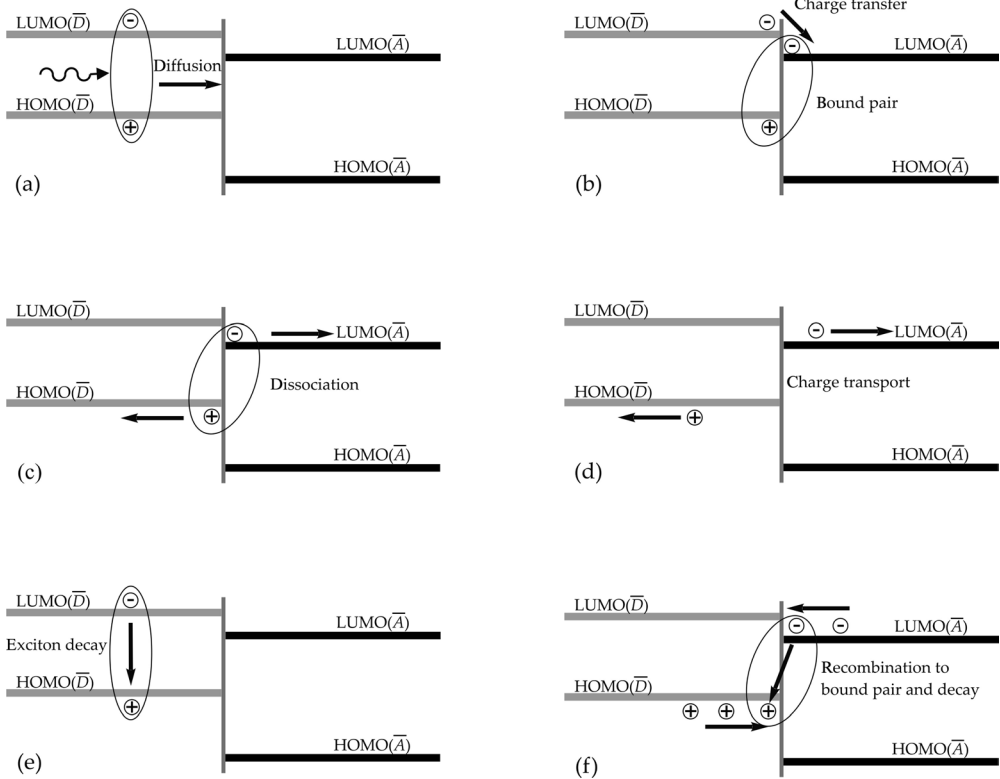 LUMO(D̅)
LUMO(A̅)
Diffusion
HOMO(D̅)
HOMO(A̅)
(a)
Charge transfer
LUMO(D̅)
LUMO(A̅)
Bound pair
HOMO(D̅)
HOMO(A̅)
(b)
LUMO(D̅)
LUMO(A̅)
Dissociation
HOMO(D̅)
HOMO(A̅)
(c)
LUMO(D̅)
LUMO(A̅)
Charge transport
HOMO(D̅)
HOMO(A̅)
(d)
LUMO(D̅)
LUMO(A̅)
Exciton decay
HOMO(D̅)
HOMO(A̅)
(e)
LUMO(D̅)
LUMO(A̅)
Recombination to
bound pair and decay
HOMO(D̅)
HOMO(A̅)
(f)